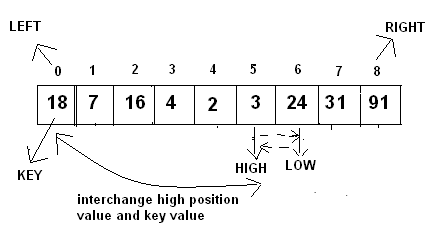 LEFT
RIGHT
0 1 2 3 4 5 6 7 8
18 7 16 4 2 3 24 31 91
HIGH LOW
KEY
interchange high position
value and key value